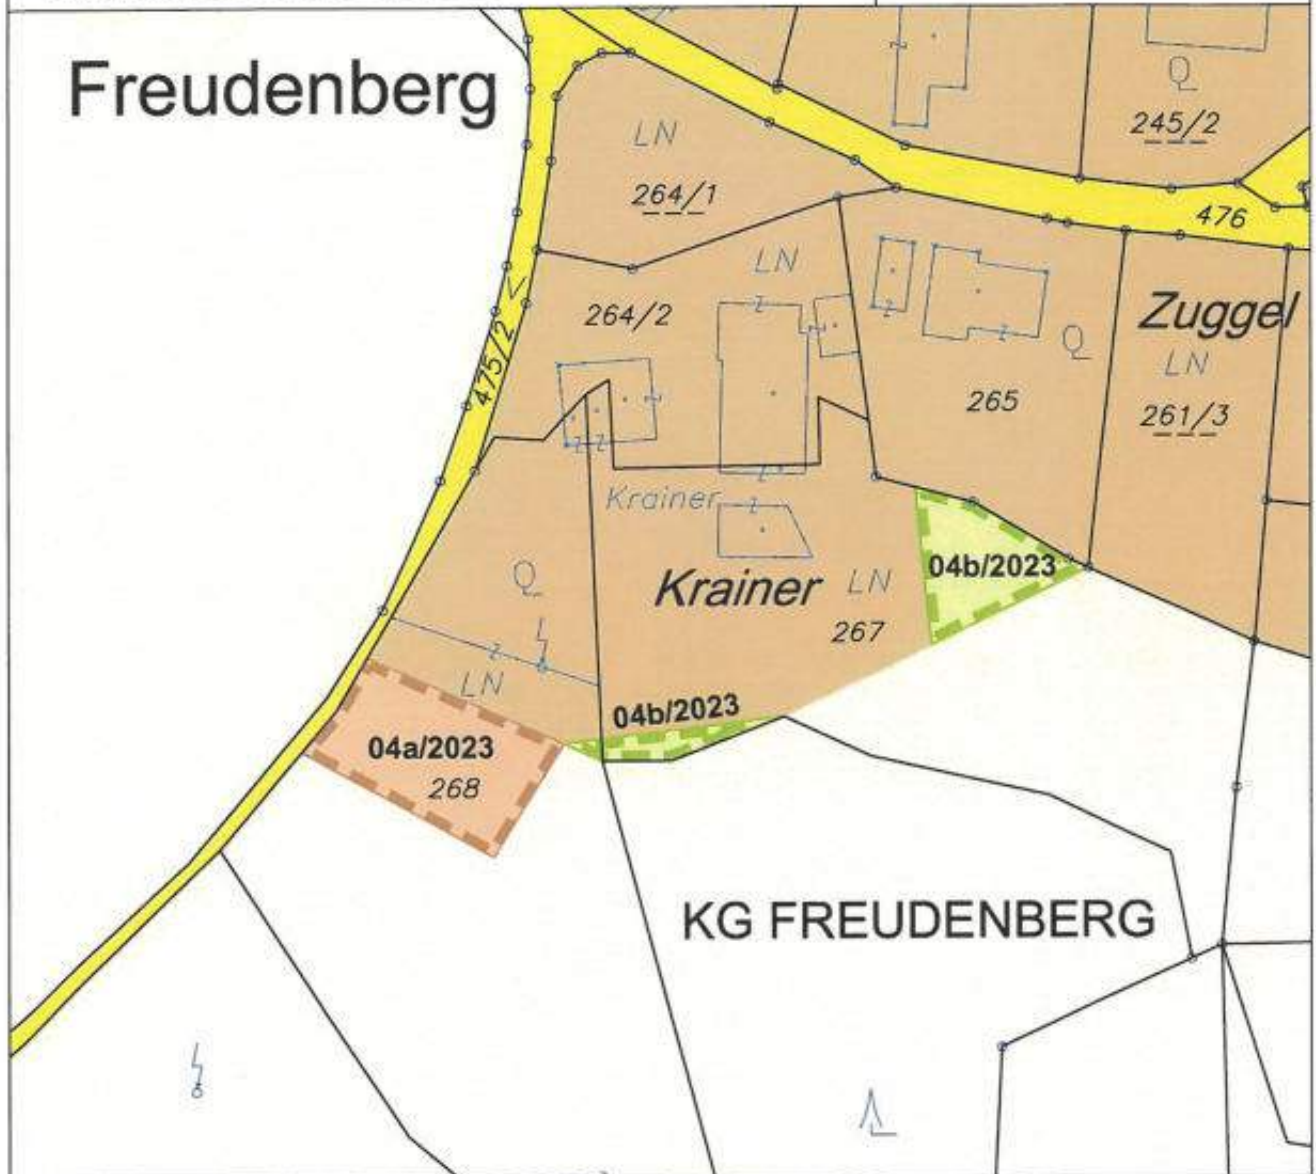 Freudenberg
LN
264/1
245/2
476
LN
264/2
Zuggel
LN
261/3
265
475/2
Krainer
Krainer
LN
267
04b/2023
LN
04b/2023
04a/2023
268
KG FREUDENBERG